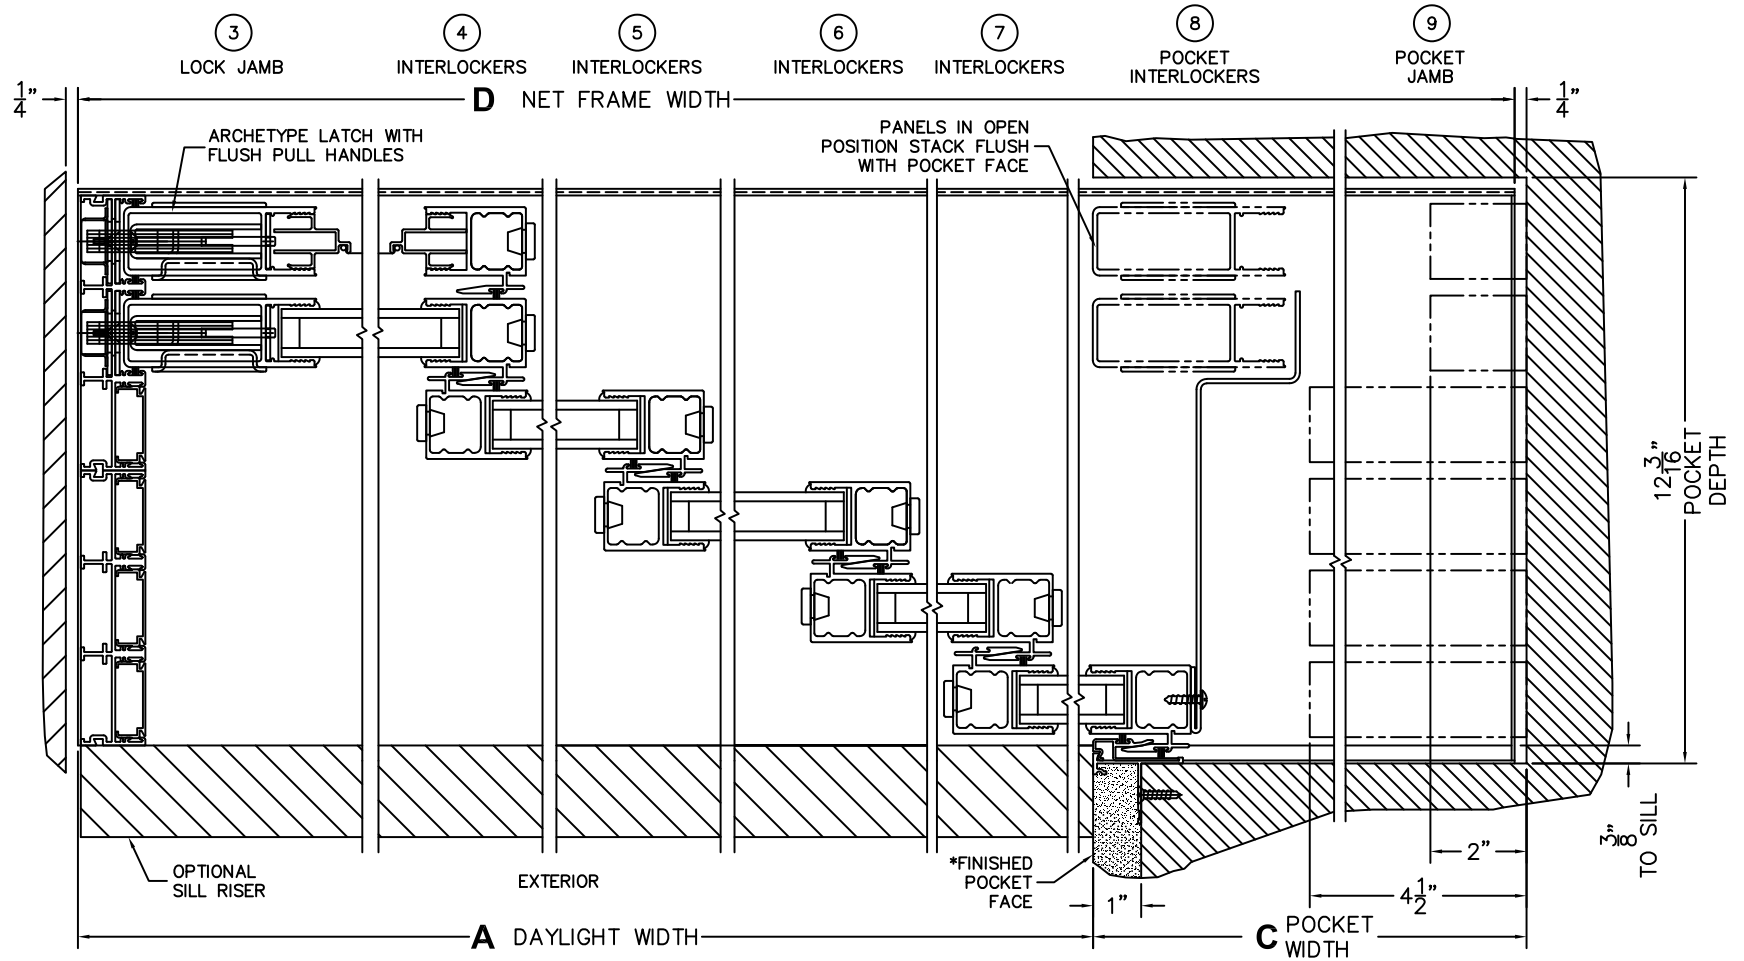 3
LOCK JAMB
4
INTERLOCKERS
5
INTERLOCKERS
6
INTERLOCKERS
7
INTERLOCKERS
8
POCKET
INTERLOCKERS
9
POCKET
JAMB
1/4"
D NET FRAME WIDTH
1/4"
ARCHETYPE LATCH WITH
FLUSH PULL HANDLES
PANELS IN OPEN
POSITION STACK FLUSH
WITH POCKET FACE
12 3/16"
POCKET
DEPTH
3/8"
TO SILL
OPTIONAL
SILL RISER
EXTERIOR
*FINISHED
POCKET
FACE
1"
2"
4 1/2"
A DAYLIGHT WIDTH
C POCKET
WIDTH